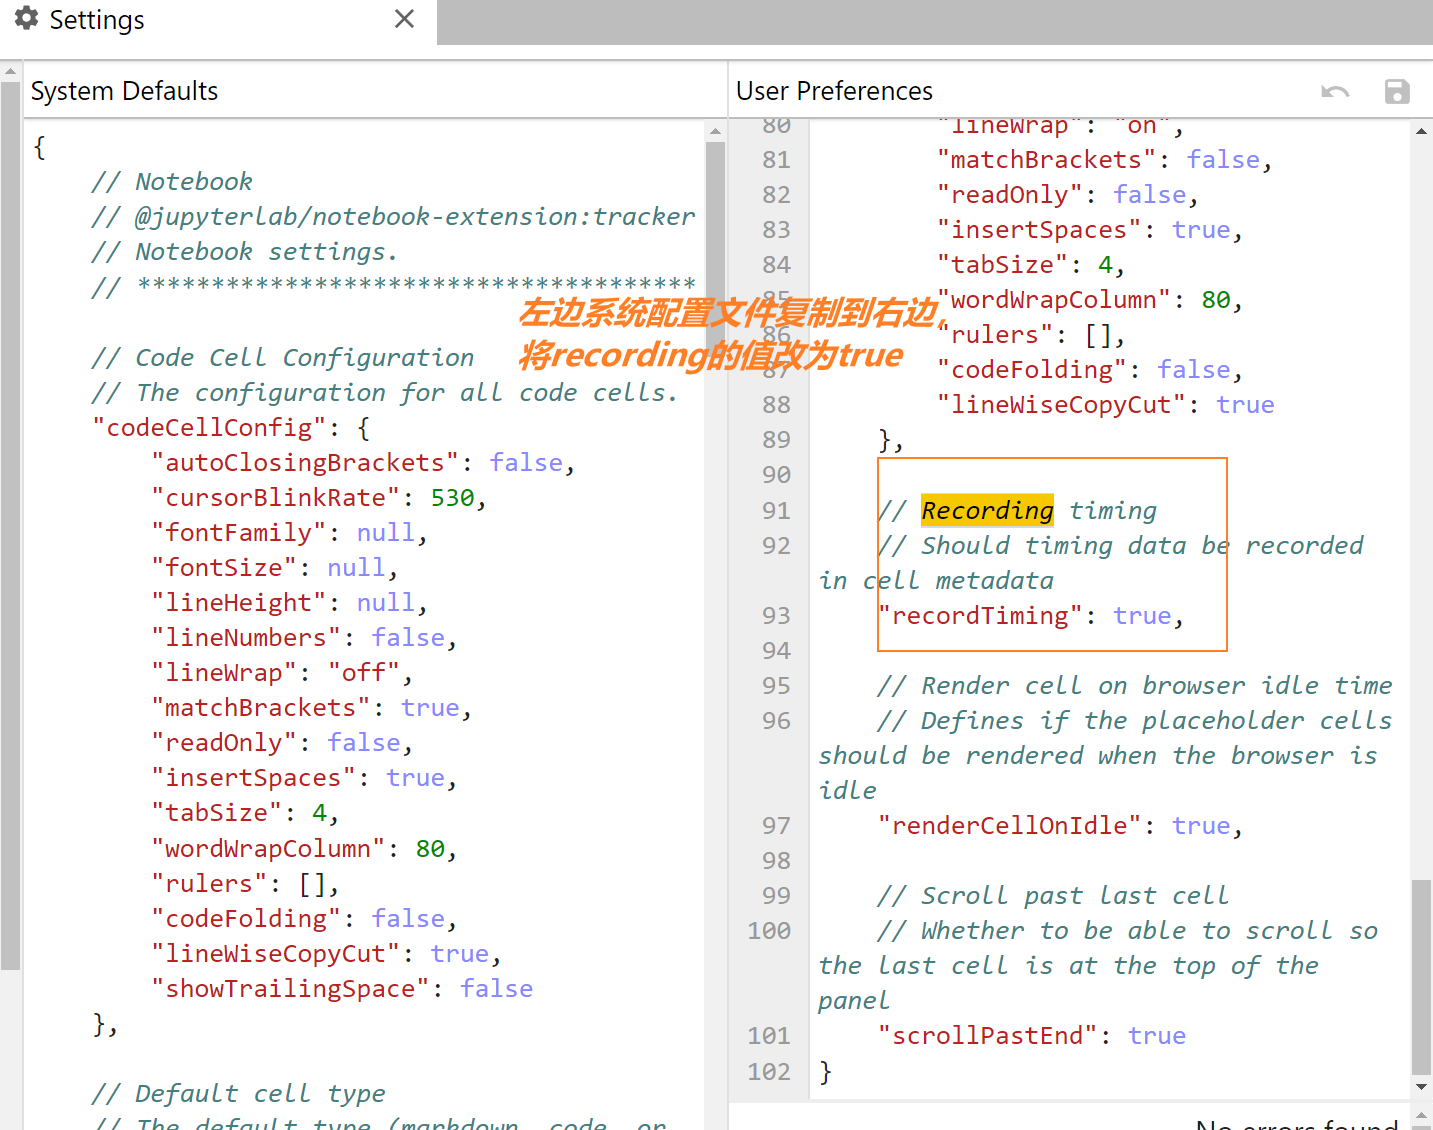 Settings
System Defaults
{
// Notebook
// @jupyterlab/notebook-extension:tracker
// Notebook settings.
// **************************************
// Code Cell Configuration
// The configuration for all code cells.
"codeCellConfig": {
"autoClosingBrackets": false,
"cursorBlinkRate": 530,
"fontFamily": null,
"fontSize": null,
"lineHeight": null,
"lineNumbers": false,
"lineWrap": "off",
"matchBrackets": true,
"readOnly": false,
"insertSpaces": true,
"tabSize": 4,
"wordWrapColumn": 80,
"rulers": [],
"codeFolding": false,
"lineWiseCopyCut": true,
"showTrailingSpace": false
},
// Default cell type
// The default type (markdown, code, or
左边系统配置文件复制到右边,
将recording的值改为true
User Preferences
80 "lineWrap": "on",
81 "matchBrackets": false,
82 "readOnly": false,
83 "insertSpaces": true,
84 "tabSize": 4,
85 "wordWrapColumn": 80,
86 "rulers": [],
87 "codeFolding": false,
88 "lineWiseCopyCut": true
89 },
90
91 // Recording timing
92 // Should timing data be recorded
in cell metadata
93 "recordTiming": true,
94
95 // Render cell on browser idle time
96 // Defines if the placeholder cells
should be rendered when the browser is
idle
97 "renderCellOnIdle": true,
98
99 // Scroll past last cell
100 // Whether to be able to scroll so
the last cell is at the top of the
panel
101 "scrollPastEnd": true
102 }
No errors found